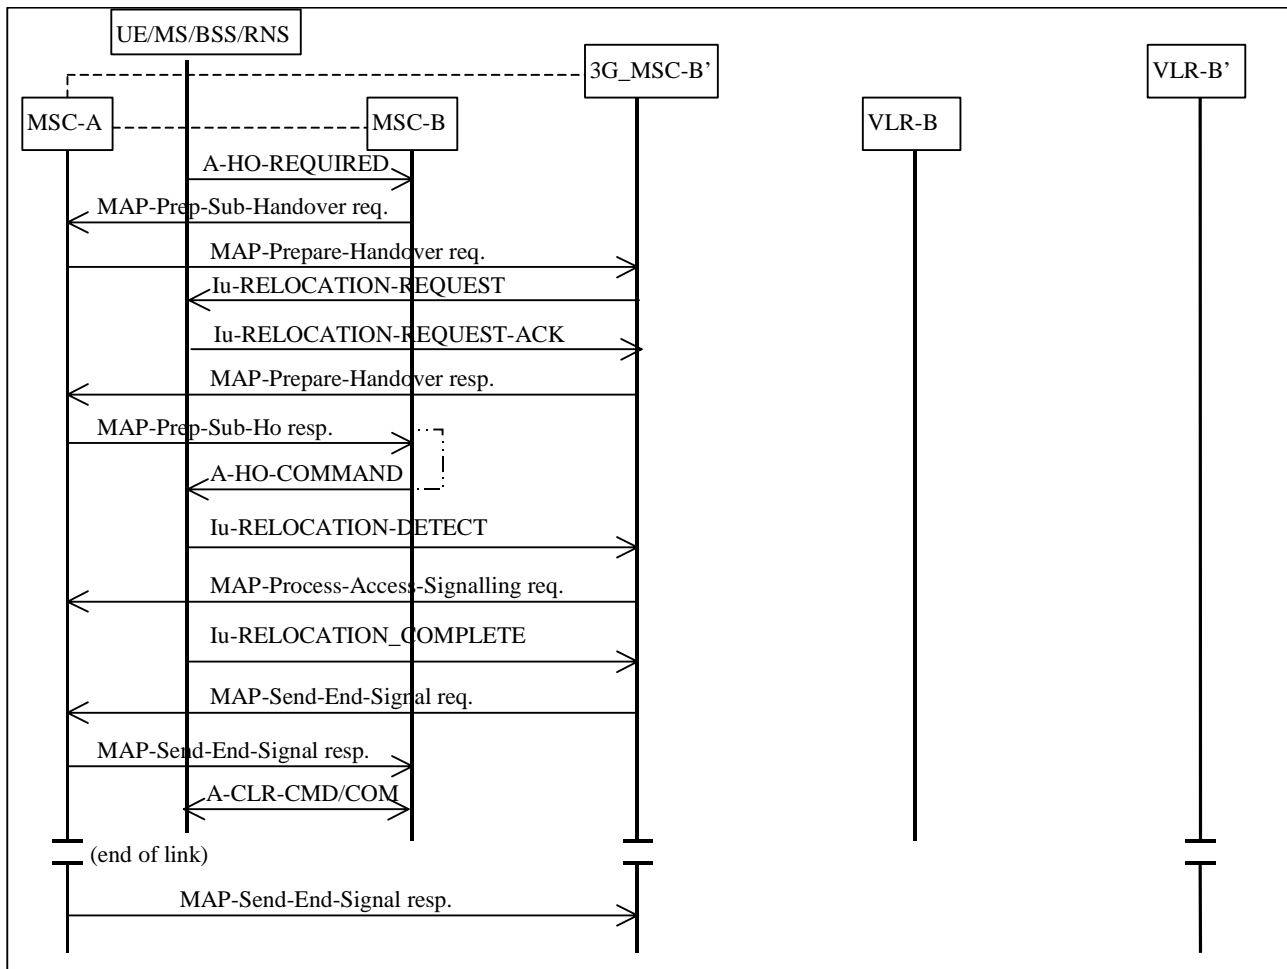 UE/MS/BSS/RNS
3G_MSC-B’
VLR-B’
MSC-A
MSC-B
VLR-B
A-HO-REQUIRED
MAP-Prep-Sub-Handover req.
MAP-Prepare-Handover req.
Iu-RELOCATION-REQUEST
Iu-RELOCATION-REQUEST-ACK
MAP-Prepare-Handover resp.
MAP-Prep-Sub-Ho resp.
A-HO-COMMAND
Iu-RELOCATION-DETECT
MAP-Process-Access-Signalling req.
Iu-RELOCATION_COMPLETE
MAP-Send-End-Signal req.
MAP-Send-End-Signal resp.
A-CLR-CMD/COM
(end of link)
MAP-Send-End-Signal resp.